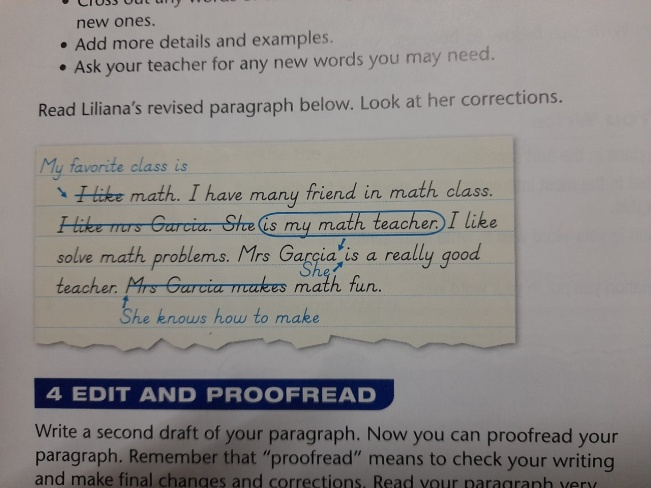 new ones.
• Add more details and examples.
• Ask your teacher for any new words you may need.
Read Liliana's revised paragraph below. Look at her corrections.
My favorite class is
I like math. I have many friend in math class.
I like mrs Garcia. She is my math teacher. I like
solve math problems. Mrs Garcia is a really good
She
teacher. Mrs Garcia makes math fun.
She knows how to make
4 EDIT AND PROOFREAD
Write a second draft of your paragraph. Now you can proofread your
paragraph. Remember that "proofread" means to check your writing
and make final changes and corrections. Read your paragraph very